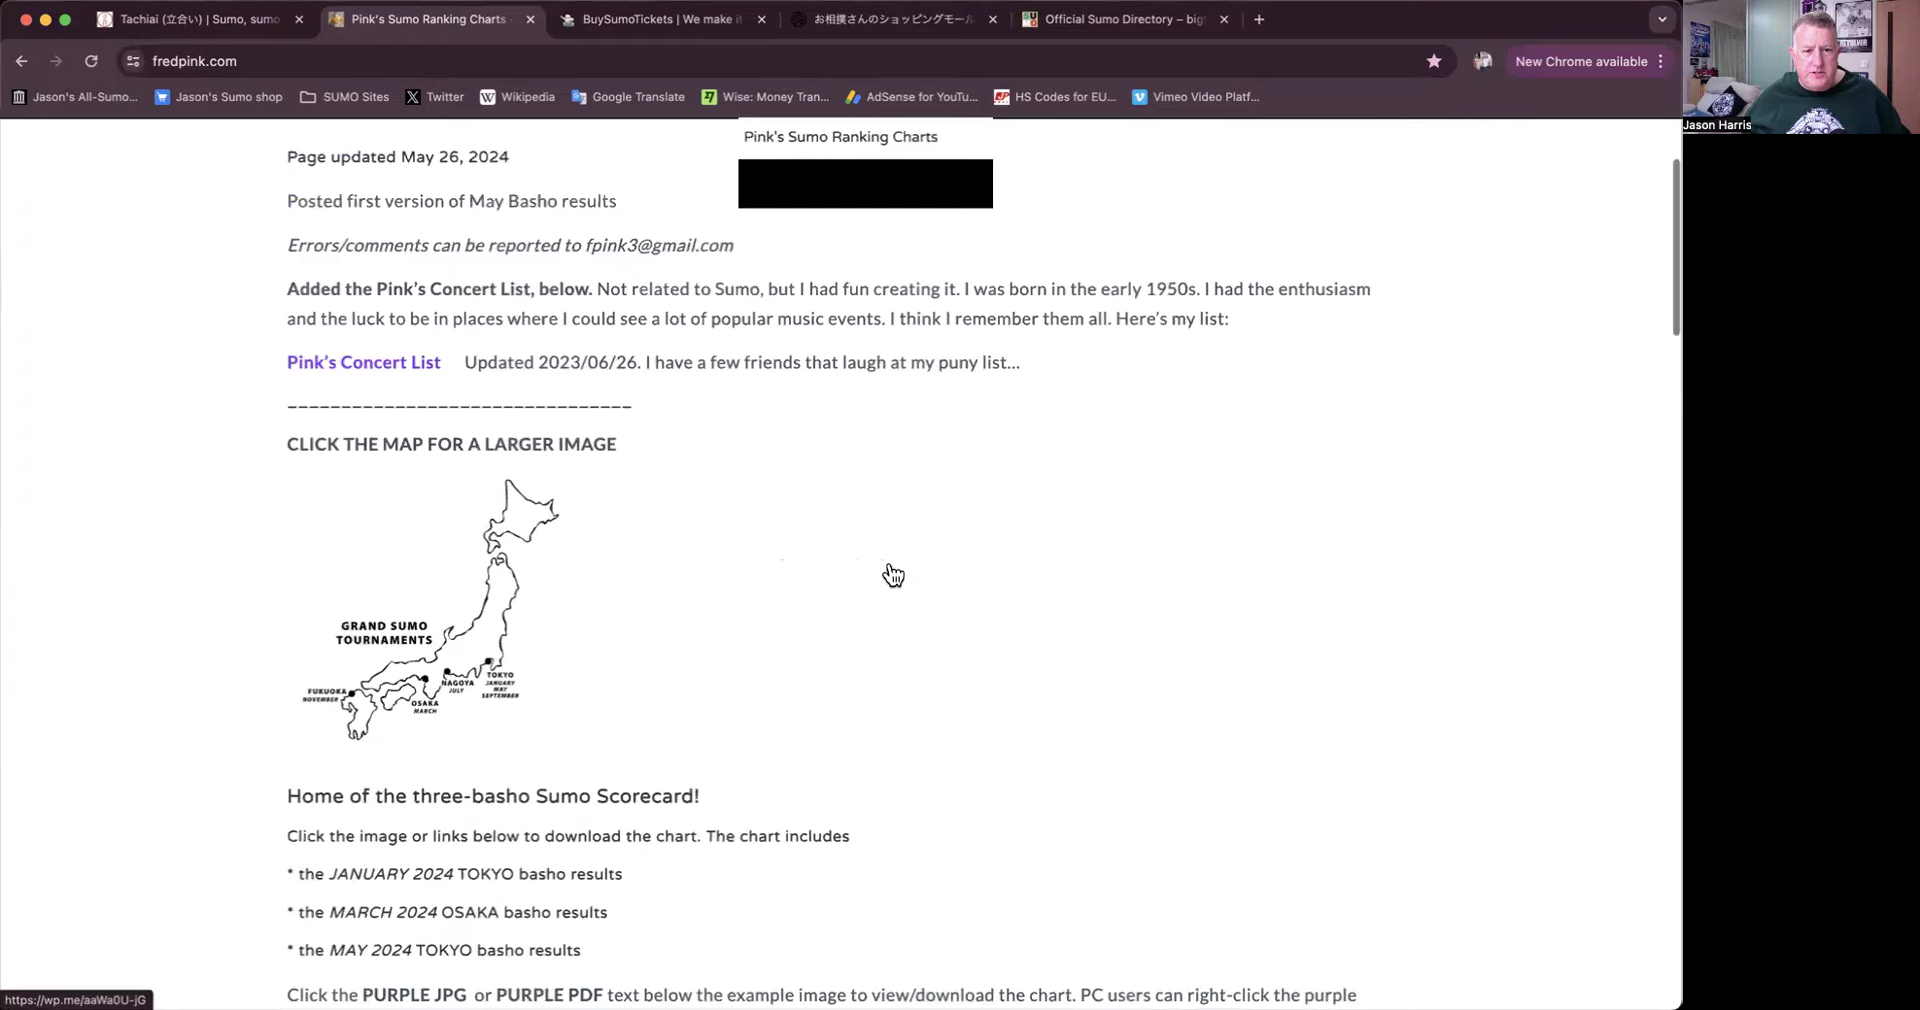 Tachiai (立合い) | Sumo, sumo
Pink's Sumo Ranking Charts
BuySumoTickets | We make i
お相撲さんのショッピングモール
Official Sumo Directory – big
fredpink.com
New Chrome available
Jason's All-Sumo...
Jason's Sumo shop
SUMO Sites
Twitter
Wikipedia
Google Translate
Wise: Money Tran...
AdSense for YouTu...
HS Codes for EU...
Vimeo Video Platf...
Jason Harris
Pink's Sumo Ranking Charts
Page updated May 26, 2024
Posted first version of May Basho results
Errors/comments can be reported to fpink3@gmail.com
Added the Pink's Concert List, below. Not related to Sumo, but I had fun creating it. I was born in the early 1950s. I had the enthusiasm
and the luck to be in places where I could see a lot of popular music events. I think I remember them all. Here's my list:
Pink's Concert List Updated 2023/06/26. I have a few friends that laugh at my puny list...
CLICK THE MAP FOR A LARGER IMAGE
GRAND SUMO
TOURNAMENTS
FUKUOKA
NOVEMBER
OSAKA
MARCH
NAGOYA
JULY
TOKYO
JANUARY
MAY
SEPTEMBER
Home of the three-basho Sumo Scorecard!
Click the image or links below to download the chart. The chart includes
* the JANUARY 2024 TOKYO basho results
* the MARCH 2024 OSAKA basho results
* the MAY 2024 TOKYO basho results
Click the PURPLE JPG or PURPLE PDF text below the example image to view/download the chart. PC users can right-click the purple
https://wp.me/aaWa0U-jG